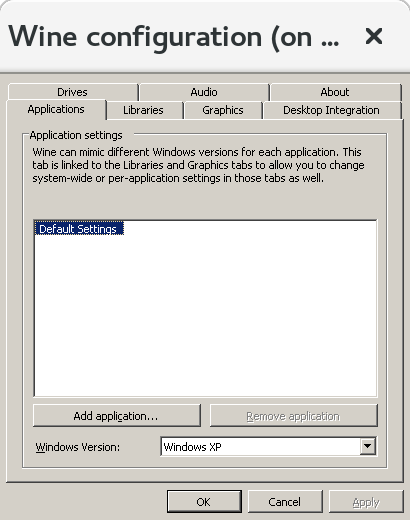 Wine configuration (on ...
Drives Audio About
Applications Libraries Graphics Desktop Integration
Application settings
Wine can mimic different Windows versions for each application. This
tab is linked to the Libraries and Graphics tabs to allow you to change
system-wide or per-application settings in those tabs as well.
Default Settings
Add application... Remove application
Windows Version: Windows XP
OK Cancel Apply